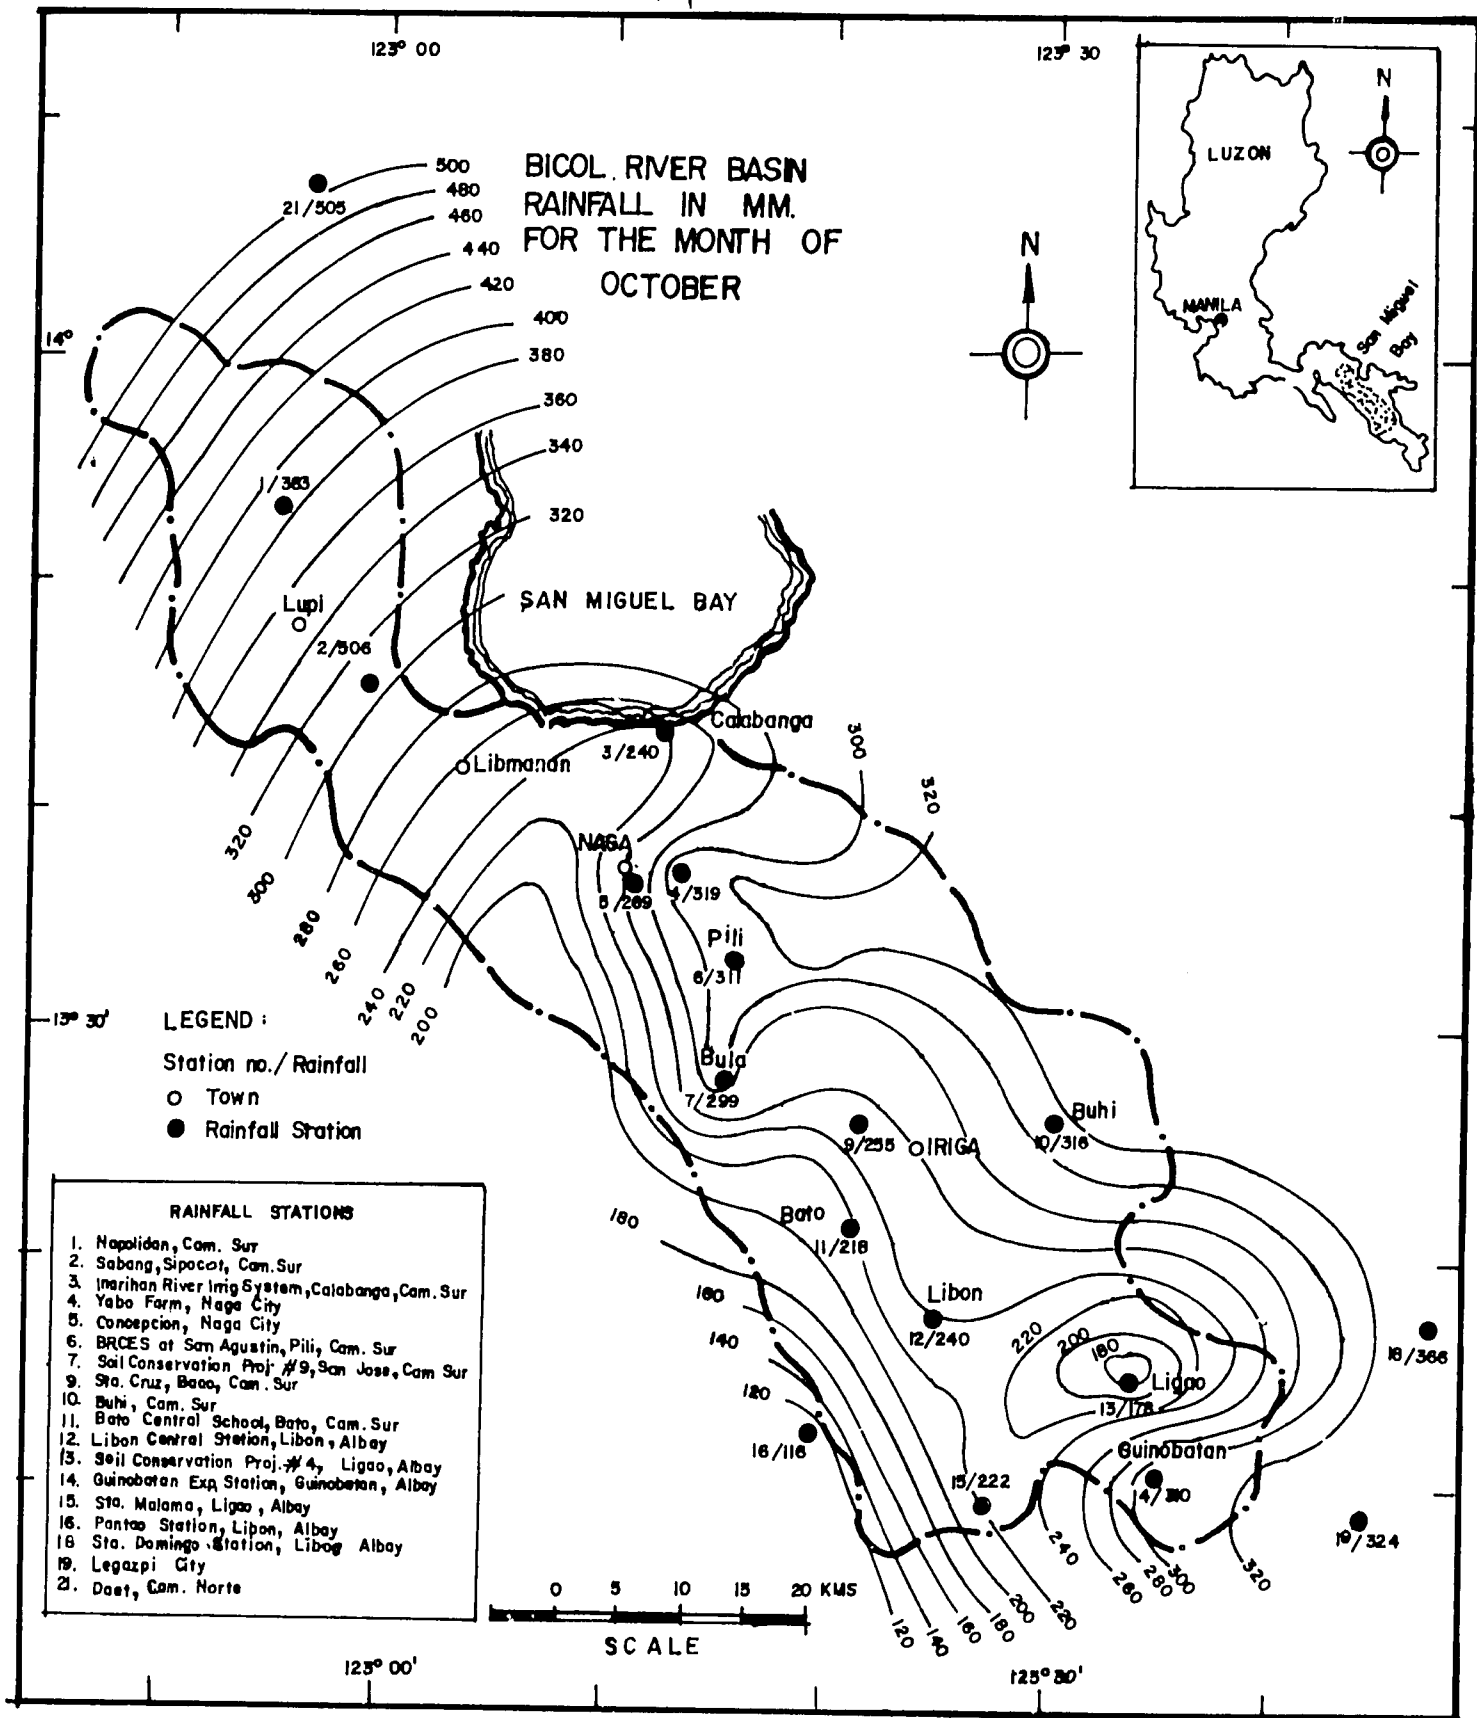 123° 00
123° 30
BICOL. RIVER BASIN
RAINFALL IN MM.
FOR THE MONTH OF
OCTOBER
N
LUZON
MANILA
San Miguel
Bay
N
14°
500
480
460
440
420
400
380
360
340
320
21/505
1/363
Lupi
2/506
SAN MIGUEL BAY
Calabanga
3/240
Libmanan
300
320
NAGA
5/269
4/319
Pili
6/311
320
300
280
260
240
220
200
Bula
7/299
13° 30'
LEGEND :
Station no./ Rainfall
Town
Rainfall Station
9/255
IRIGA
Buhi
10/316
Bato
11/218
180
160
140
120
Libon
12/240
220
200
180
Ligao
13/178
18/366
16/116
15/222
Guinobatan
14/310
19/324
RAINFALL STATIONS
1. Napolidan, Cam. Sur
2. Sabang, Sipocot, Cam. Sur
3. Inarihan River Irrig System, Calabanga, Cam. Sur
4. Yabo Farm, Naga City
5. Concepcion, Naga City
6. BRCES at San Agustin, Pili, Cam. Sur
7. Soil Conservation Proj #9, San Jose, Cam Sur
9. Sta. Cruz, Baao, Cam. Sur
10. Buhi, Cam. Sur
11. Bato Central School, Bato, Cam. Sur
12. Libon Central Station, Libon, Albay
13. Soil Conservation Proj. #4, Ligao, Albay
14. Guinobatan Exp. Station, Guinobatan, Albay
15. Sta. Malama, Ligao, Albay
16. Pantao Station, Libon, Albay
18 Sta. Domingo Station, Libog Albay
19. Legazpi City
21. Daet, Cam. Norte
240
260
280
300
320
120
140
160
180
200
220
0 5 10 15 20 KMS
SCALE
123° 00'
123° 30'